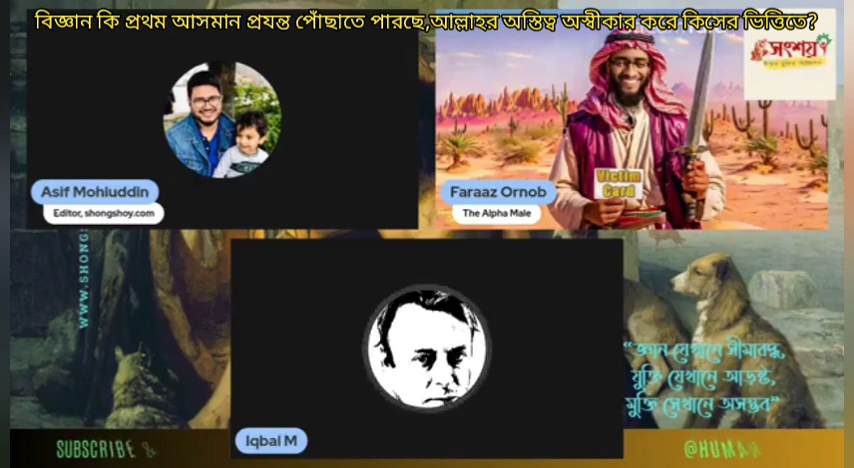 বিজ্ঞান কি প্রথম আসমান প্রযন্ত পোঁছাতে পারছে,আল্লাহর অস্তিত্ব অস্বীকার করে কিসের ভিত্তিতে?
সংশয়
Asif Mohiuddin
Editor, shongshoy.com
Victim
Card
Faraaz Ornob
The Alpha Male
WWW.SHONG
Iqbal M
“জ্ঞান যেখানে সীমাবদ্ধ,
যুক্তি যেখানে আড়ষ্ট,
মুক্তি সেখানে অসম্ভব”
SUBSCRIBE &
@HUMAN